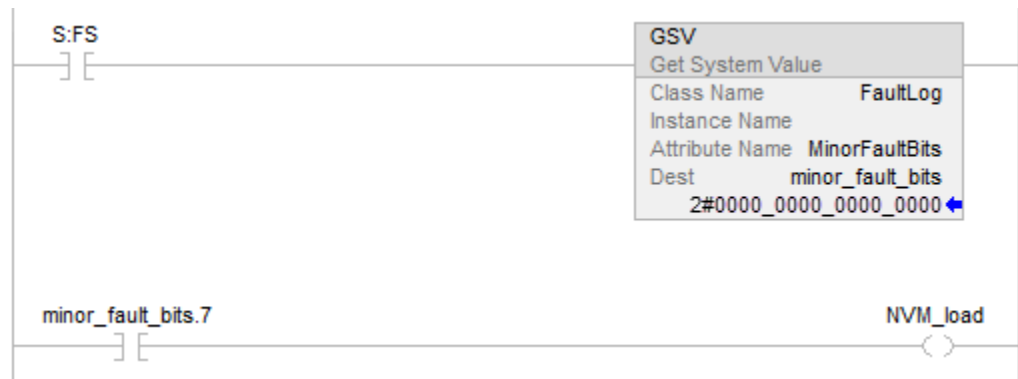 S:FS
GSV
Get System Value
Class Name FaultLog
Instance Name
Attribute Name MinorFaultBits
Dest minor_fault_bits
2#0000_0000_0000_0000
minor_fault_bits.7 NVM_load